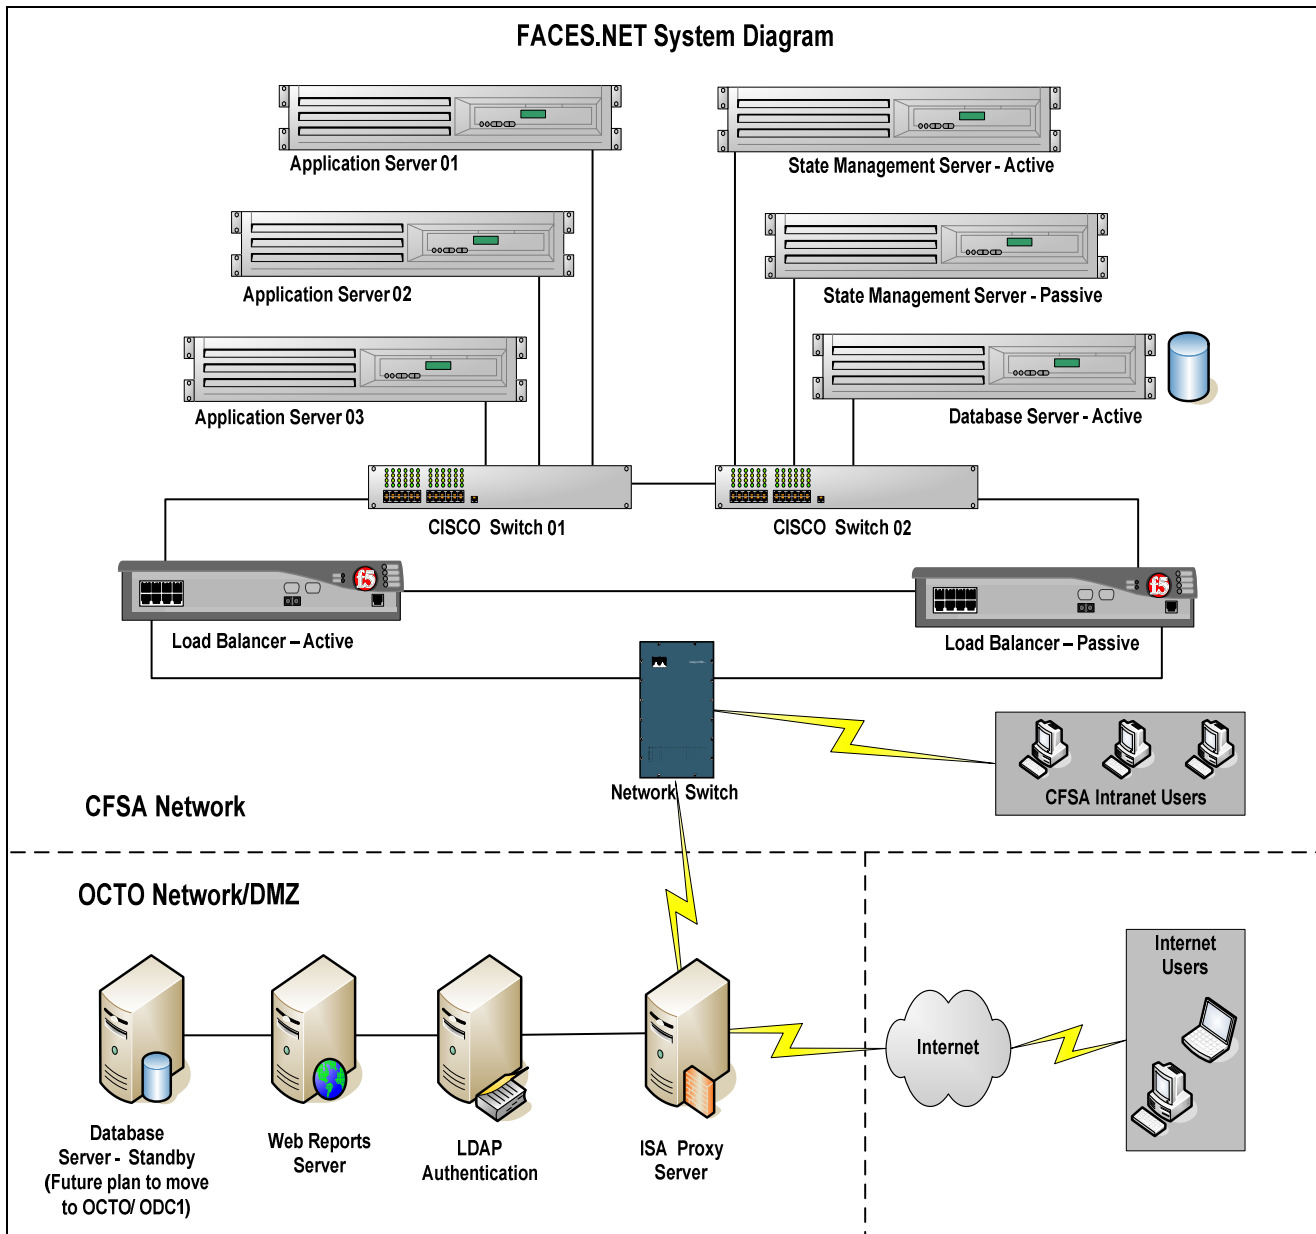 FACES.NET System Diagram
Application Server 01
State Management Server - Active
Application Server 02
State Management Server - Passive
Application Server 03
Database Server - Active
CISCO Switch 01
CISCO Switch 02
f5
f5
Load Balancer – Active
Load Balancer – Passive
Network Switch
CFSA Intranet Users
CFSA Network
OCTO Network/DMZ
Internet
Users
Internet
Database
Server - Standby
(Future plan to move
to OCTO/ ODC1)
Web Reports
Server
LDAP
Authentication
ISA Proxy
Server